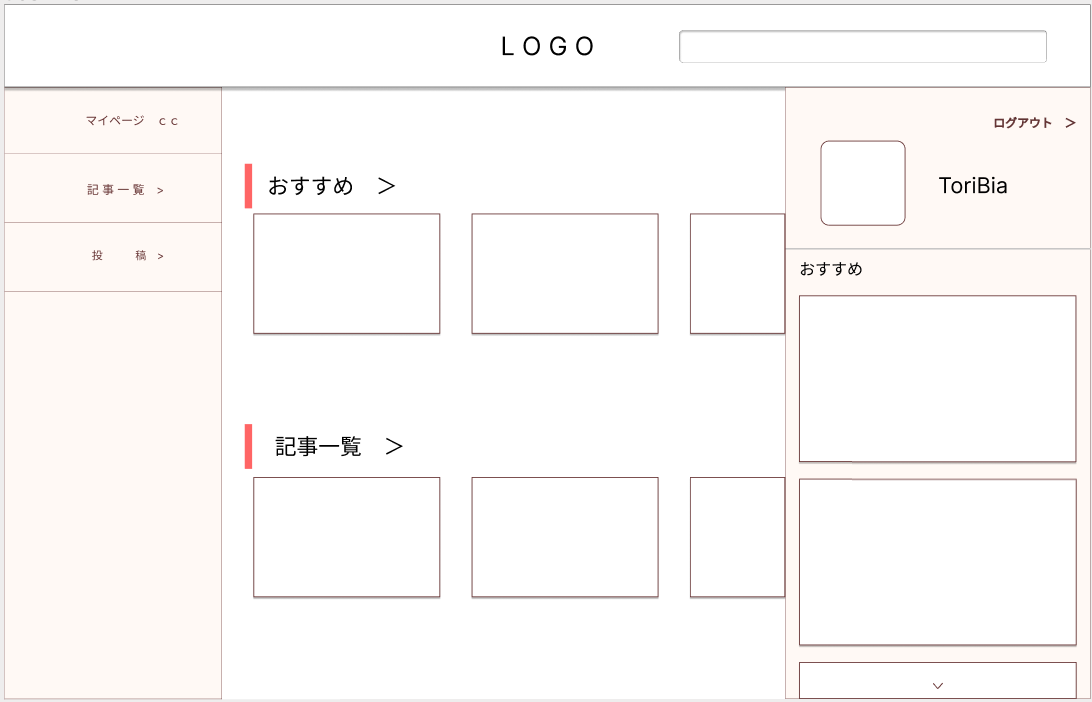 LOGO
マイページ cc
記事一覧 >
投 稿 >
おすすめ >
記事一覧 >
ログアウト >
ToriBia
おすすめ